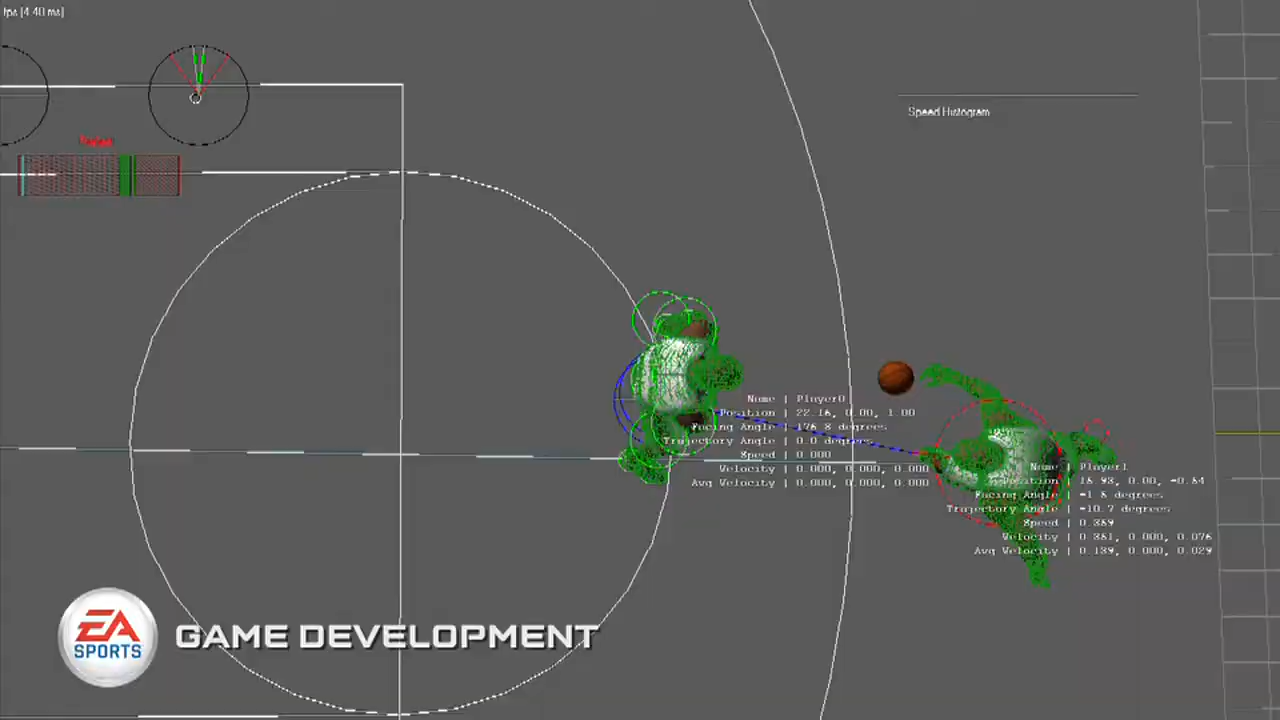 fps [4.40 ms]
Speed Histogram
Name | Player0
Position | 22.16, 0.00, 1.00
Facing Angle | 176.8 degrees
Trajectory Angle | 0.0 degrees
Speed | 0.000
Velocity | 0.000, 0.000, 0.000
Avg Velocity | 0.000, 0.000, 0.000
Name | Player1
Position | 16.93, 0.00, -0.64
Facing Angle | -1.6 degrees
Trajectory Angle | -10.7 degrees
Speed | 0.369
Velocity | 0.361, 0.000, 0.076
Avg Velocity | 0.139, 0.000, 0.029
EA
SPORTS
GAME DEVELOPMENT